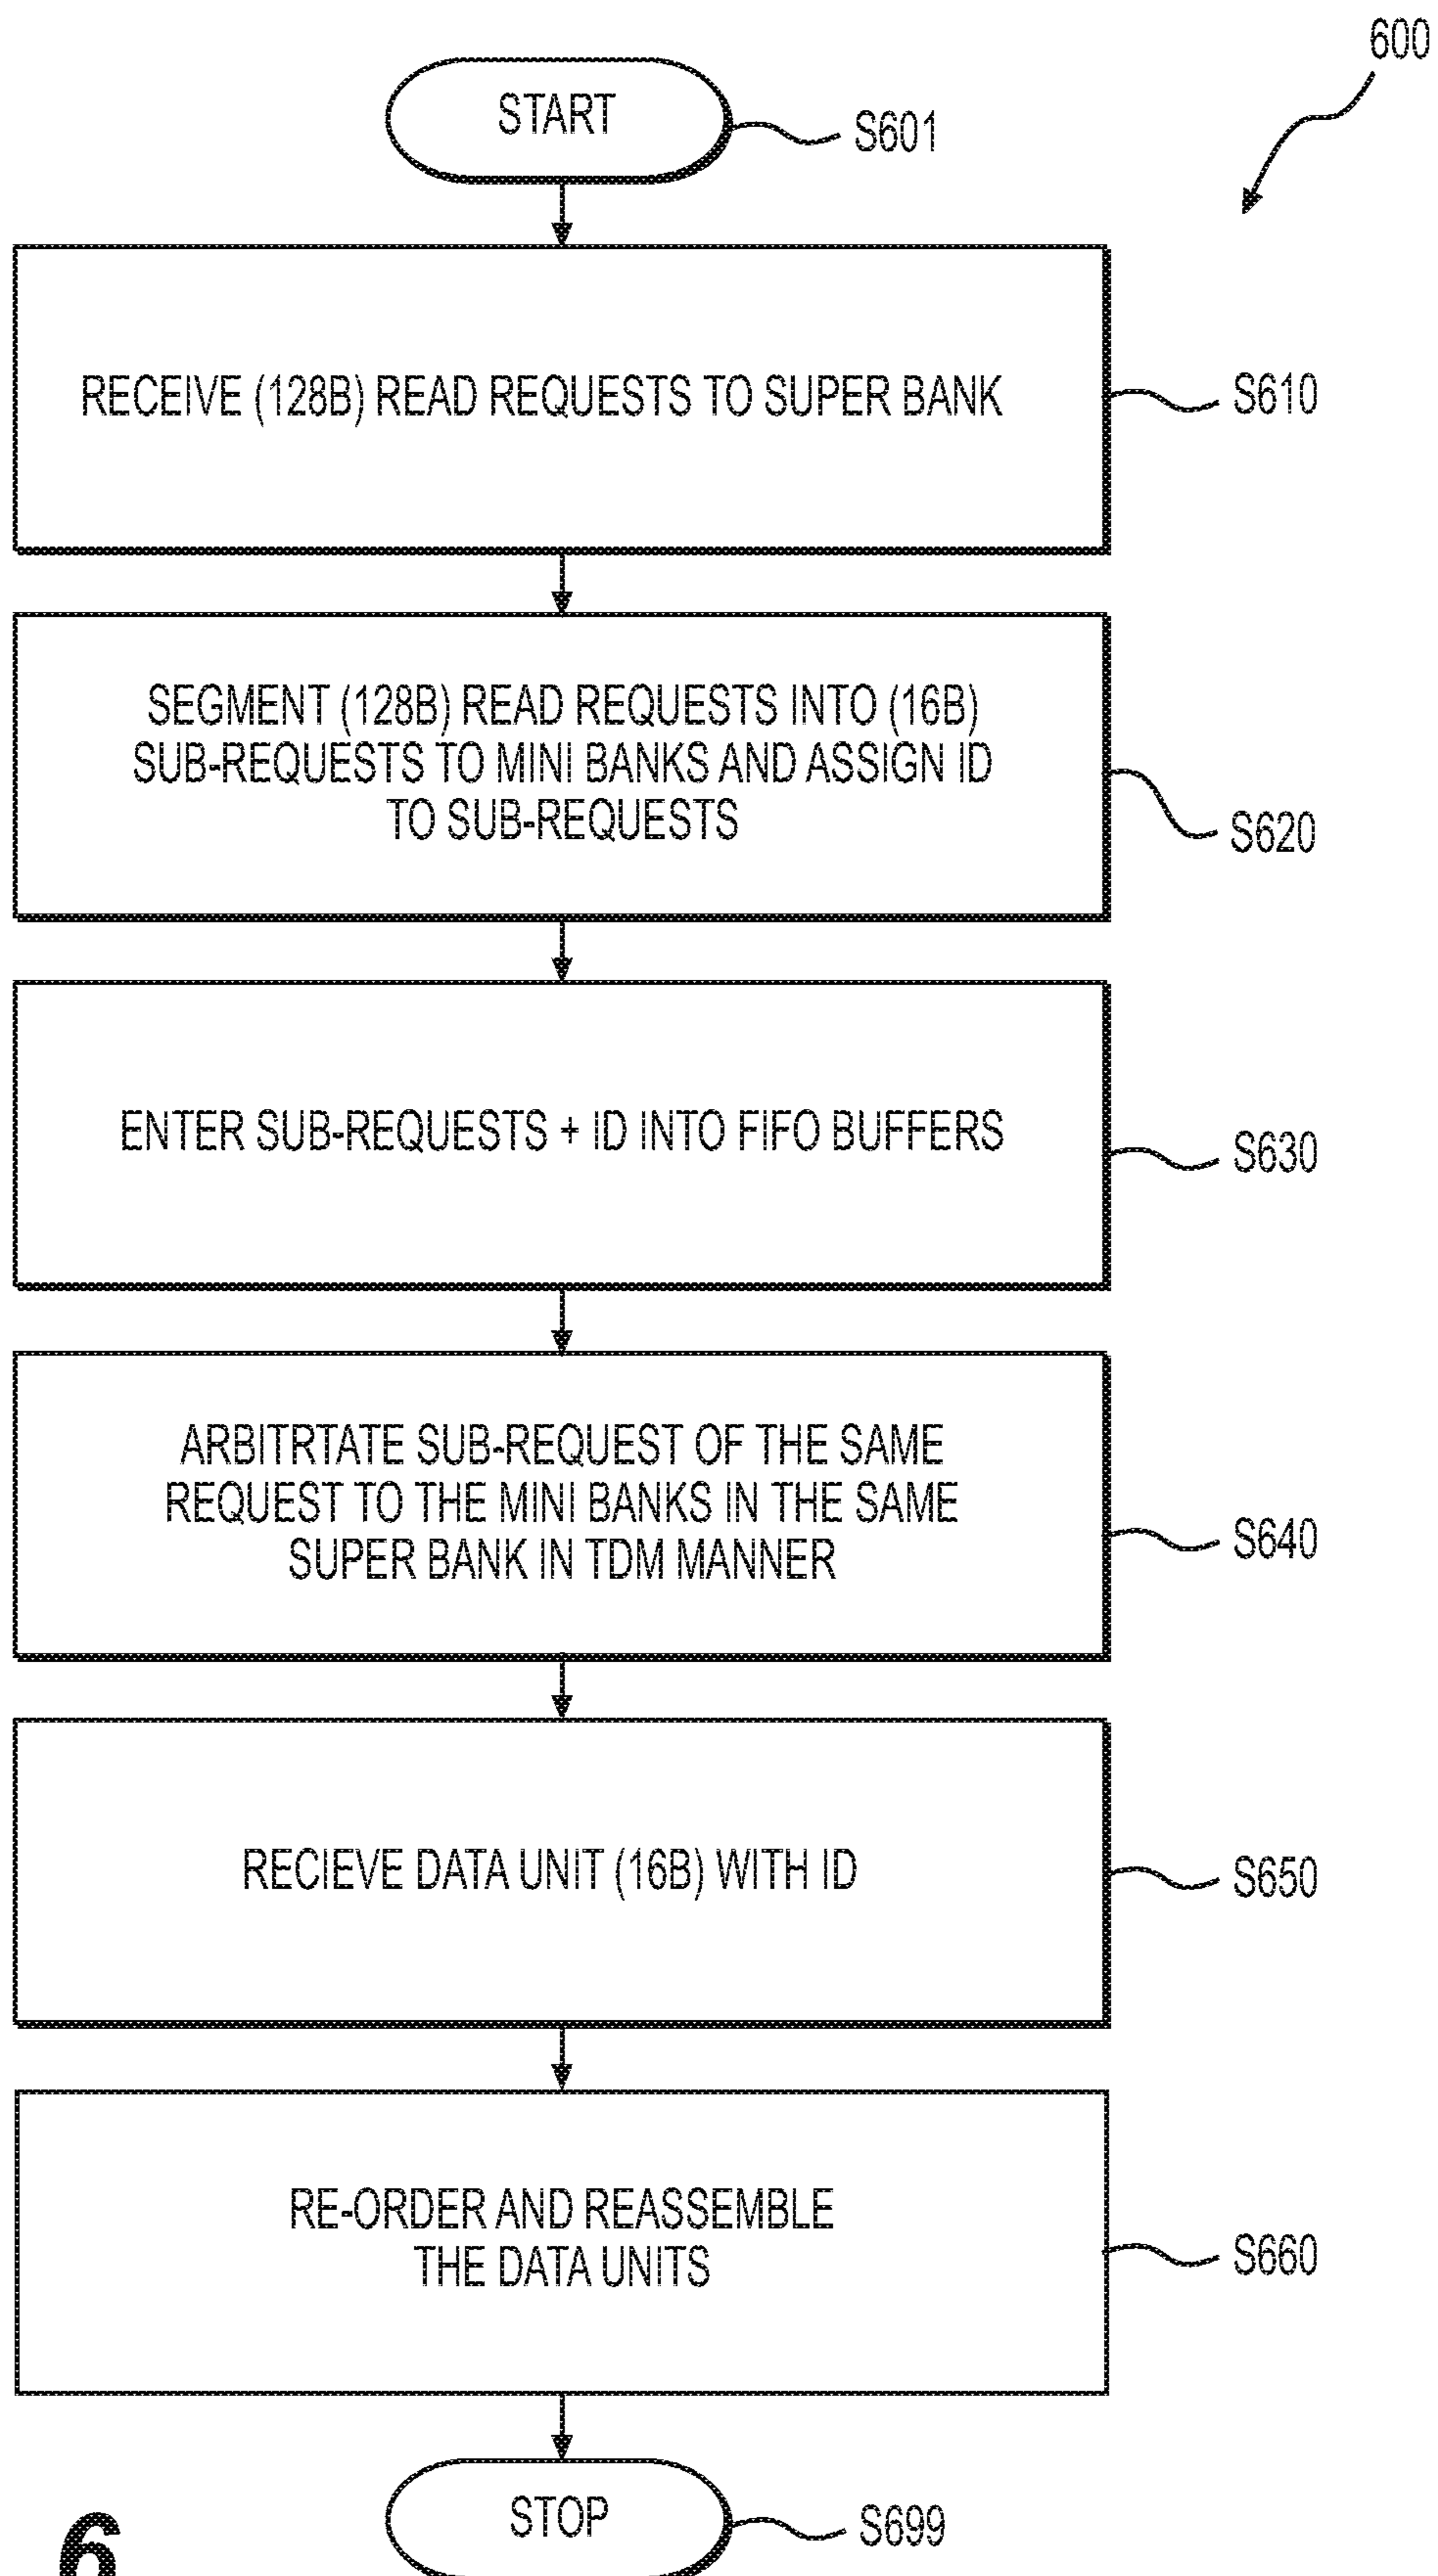 600
START
S601
RECEIVE (128B) READ REQUESTS TO SUPER BANK
S610
SEGMENT (128B) READ REQUESTS INTO (16B)
SUB-REQUESTS TO MINI BANKS AND ASSIGN ID
TO SUB-REQUESTS
S620
ENTER SUB-REQUESTS + ID INTO FIFO BUFFERS
S630
ARBITRTATE SUB-REQUEST OF THE SAME
REQUEST TO THE MINI BANKS IN THE SAME
SUPER BANK IN TDM MANNER
S640
RECIEVE DATA UNIT (16B) WITH ID
S650
RE-ORDER AND REASSEMBLE
THE DATA UNITS
S660
STOP
S699
6